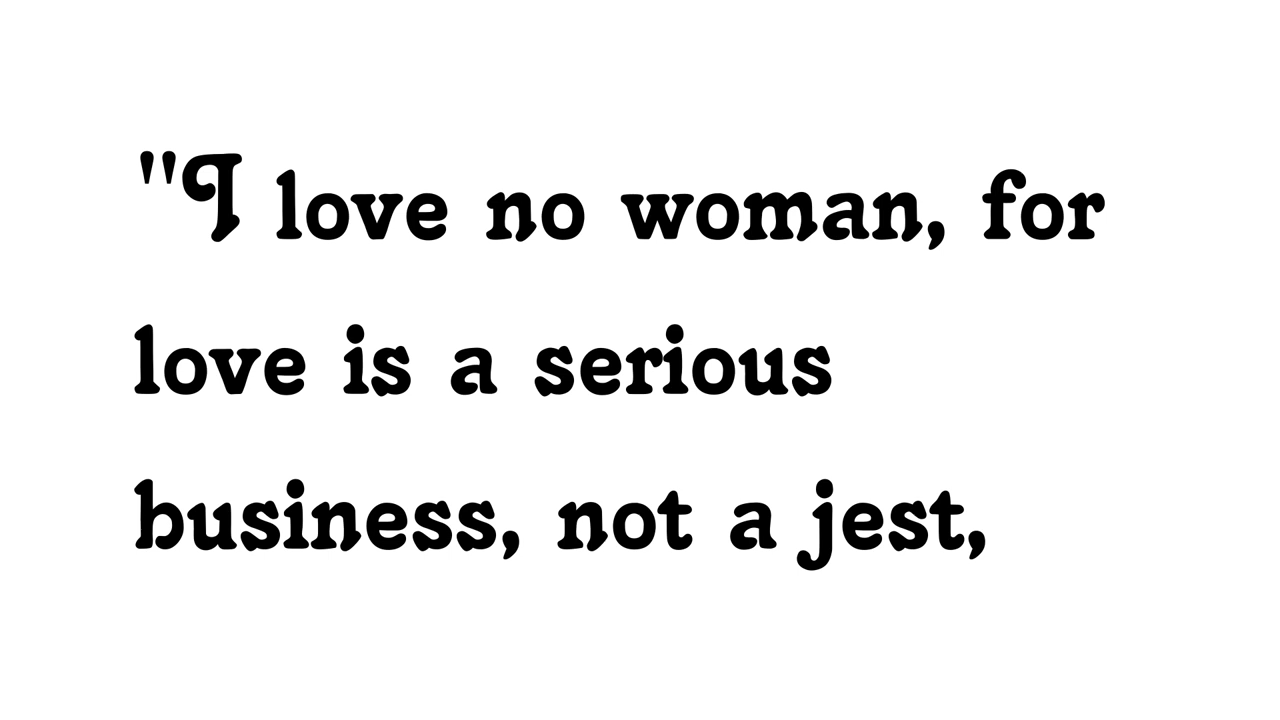 "I love no woman, for
love is a serious
business, not a jest,